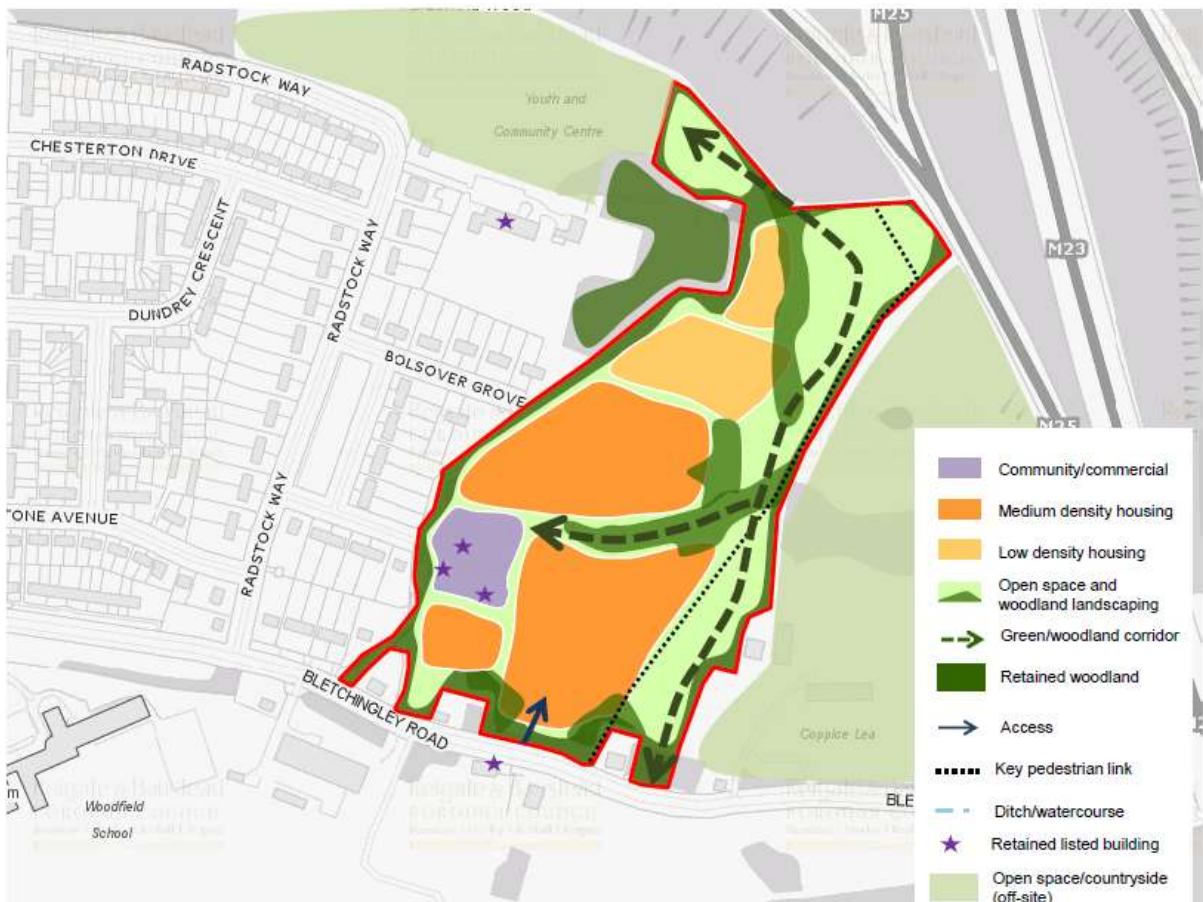 M25
RADSTOCK WAY
Youth and
Community Centre
CHESTERTON DRIVE
DUNDREY CRESCENT
RADSTOCK WAY
M23
BOLSOVER GROVE
M25
TONE AVENUE
RADSTOCK WAY
BLETCHINGLEY ROAD
Coppice Lea
Woodfield
School
BLE
Community/commercial
Medium density housing
Low density housing
Open space and
woodland landscaping
Green/woodland corridor
Retained woodland
Access
Key pedestrian link
Ditch/watercourse
Retained listed building
Open space/countryside
(off-site)